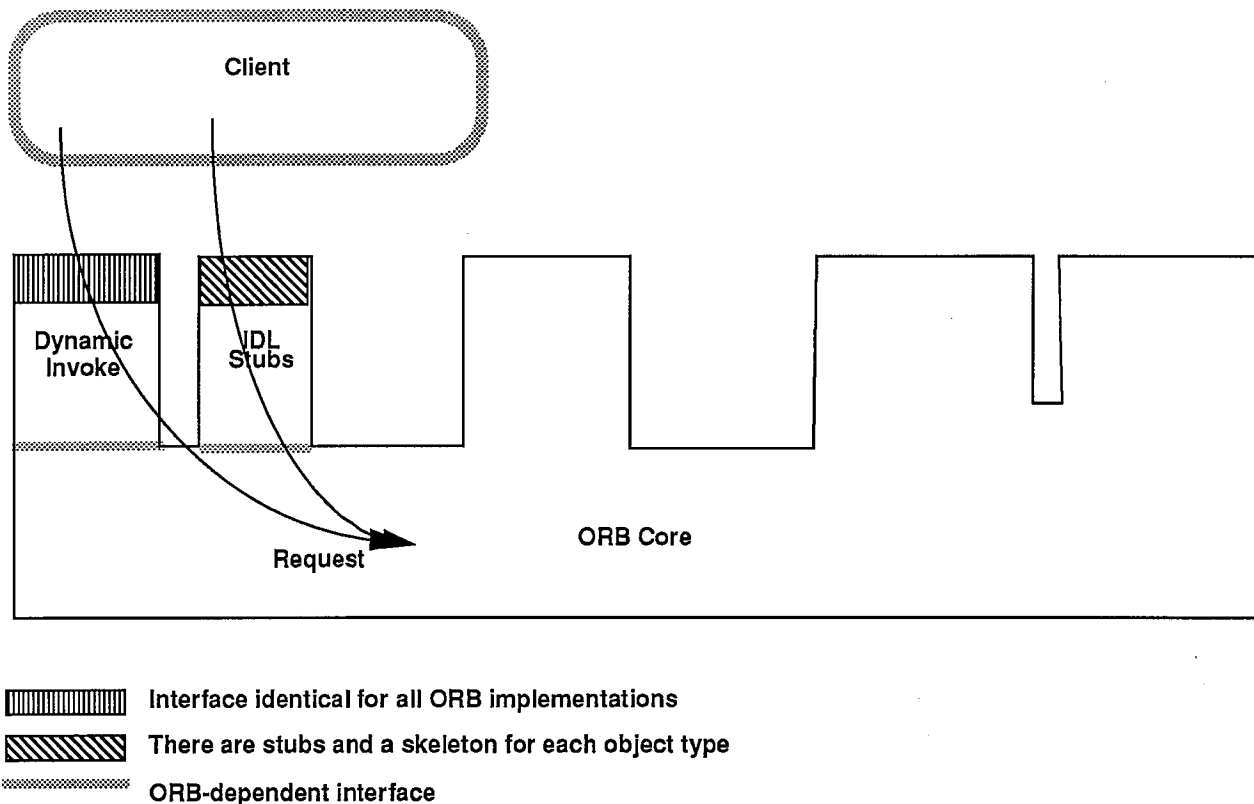 Client
Dynamic
Invoke
IDL
Stubs
ORB Core
Request
Interface identical for all ORB implementations
There are stubs and a skeleton for each object type
ORB-dependent interface